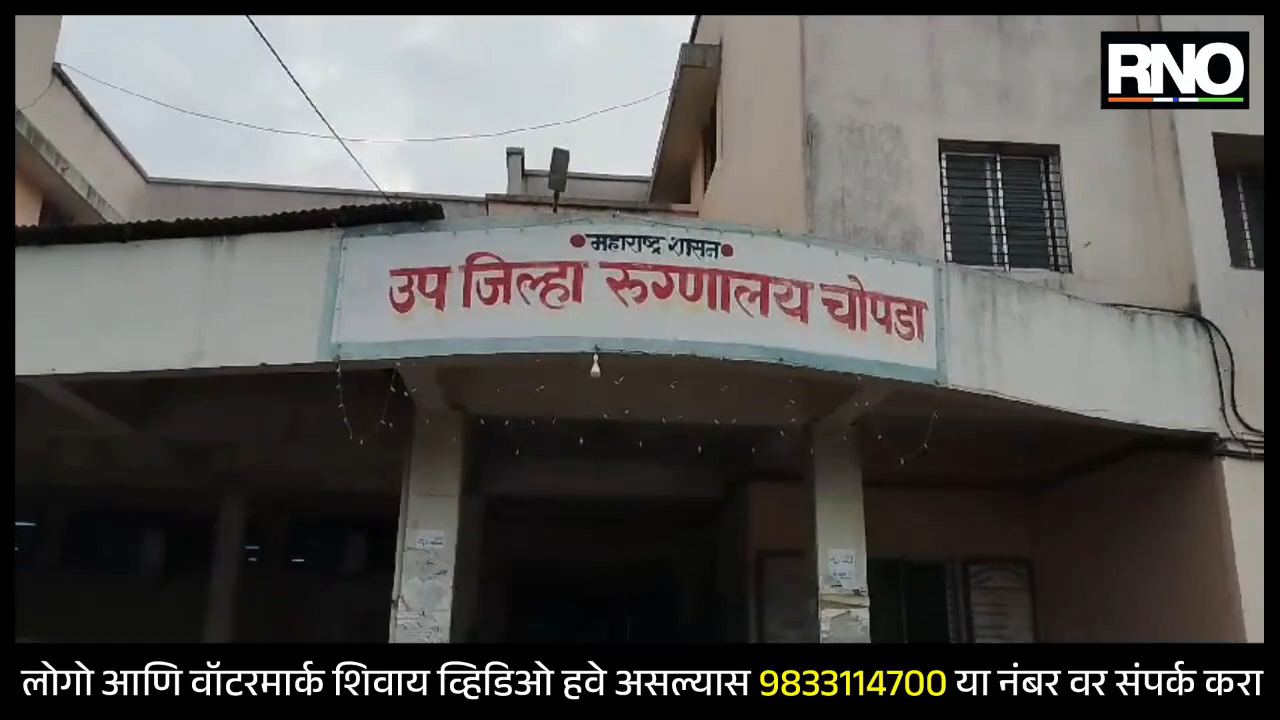 RNO
महाराष्ट्र शासन
उप जिल्हा रुग्णालय चोपडा
लोगो आणि वॉटरमार्क शिवाय व्हिडिओ हवे असल्यास 9833114700 या नंबर वर संपर्क करा